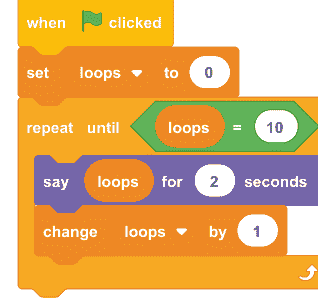 when clicked
set loops to 0
repeat until loops = 10
say loops for 2 seconds
change loops by 1